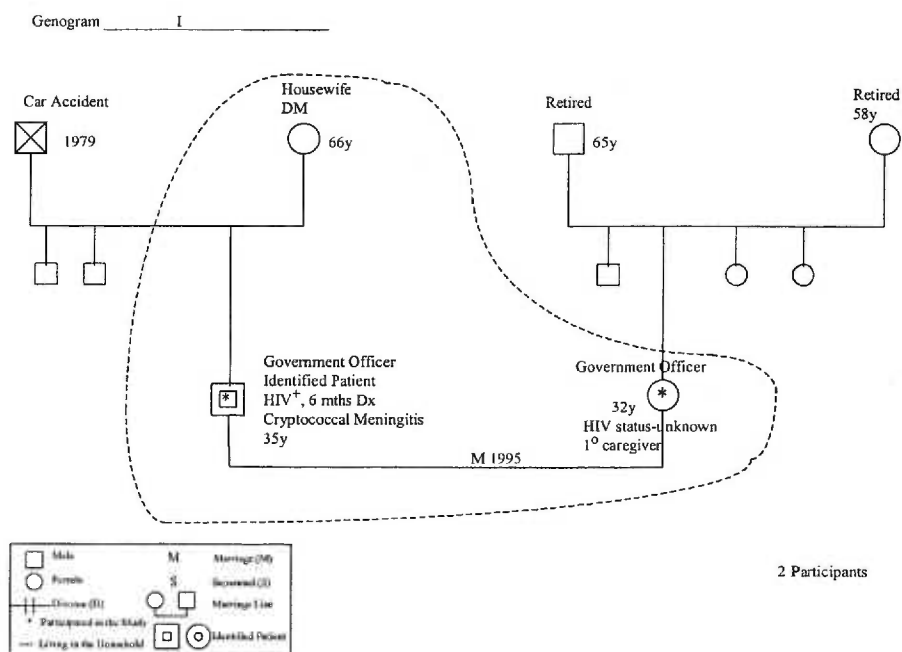 Genogram I
Car Accident
1979
Housewife
DM
66y
Retired
65y
Retired
58y
Government Officer
Identified Patient
HIV+, 6 mths Dx
Cryptococcal Meningitis
35y
*
Government Officer
*
32y
HIV status-unknown
1° caregiver
M 1995
2 Participants
Male
M Marriage (M)
Female
S Separated (S)
Divorce (D)
Marriage Line
* Participated in the Study
Identified Patient
Living in the Household